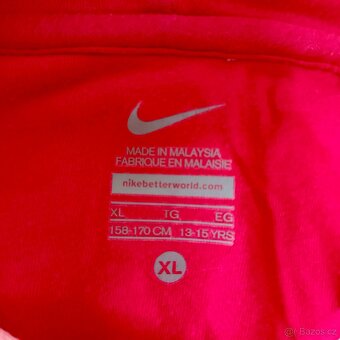 MADE IN MALAYSIA
FABRIQUE EN MALAISIE
nikebetterworld.com
XL TG EG
158-170 CM 13-15 YRS
XL
bazos.cz